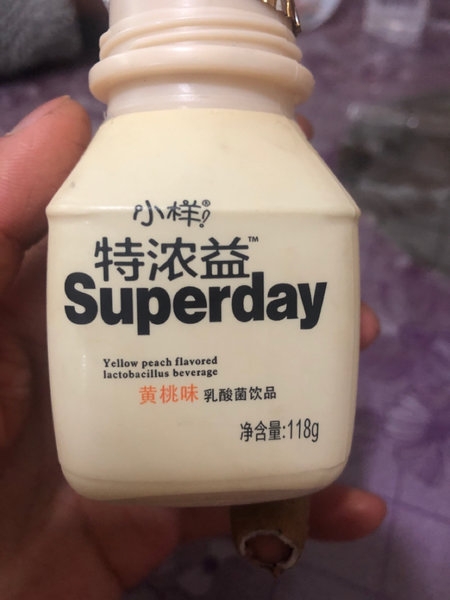 小样®
特浓益™
Superday
Yellow peach flavored
lactobacillus beverage
黄桃味 乳酸菌饮品
净含量:118g